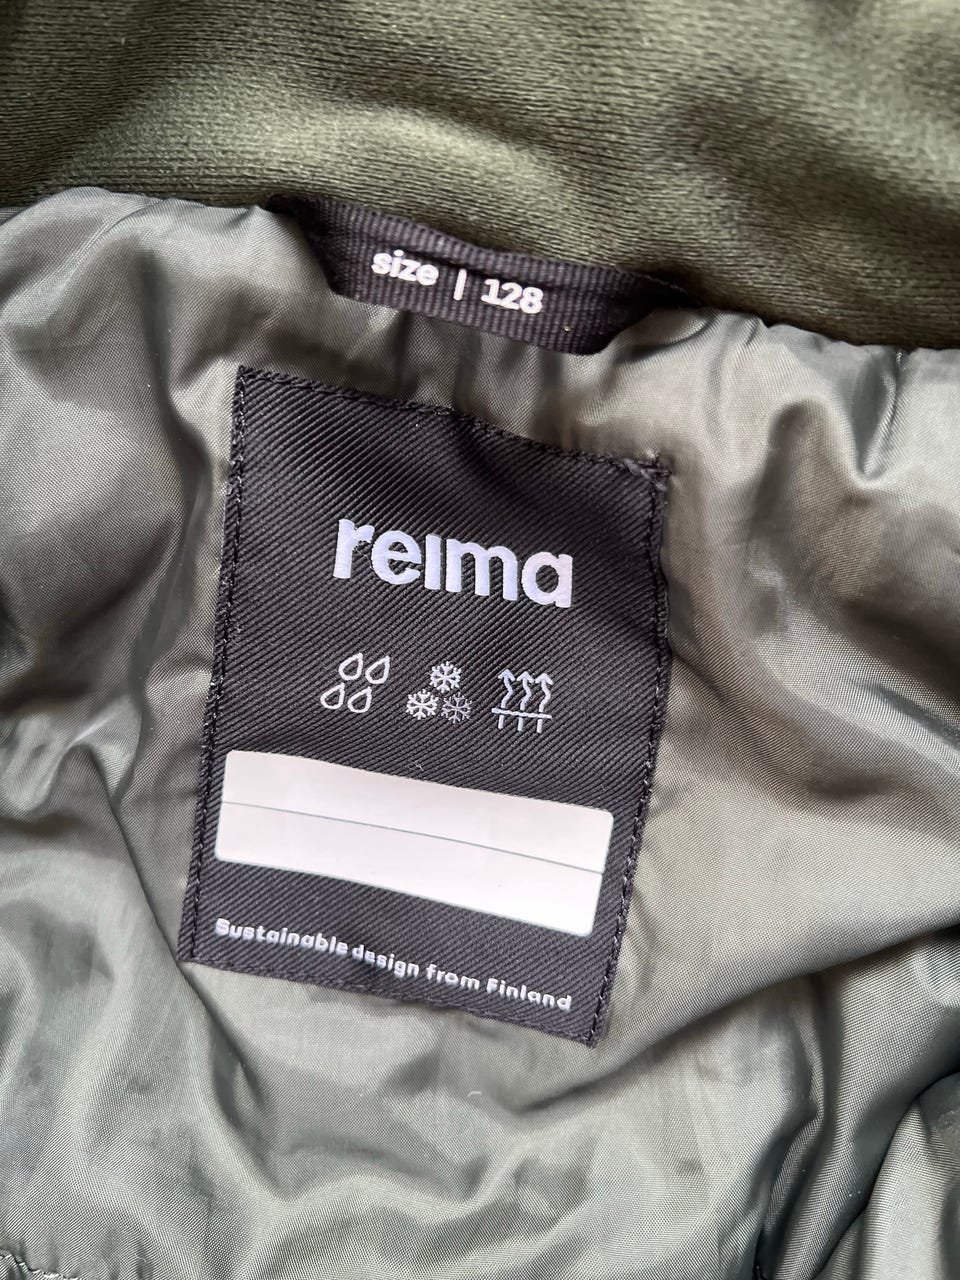 size | 128
reima
Sustainable design from Finland